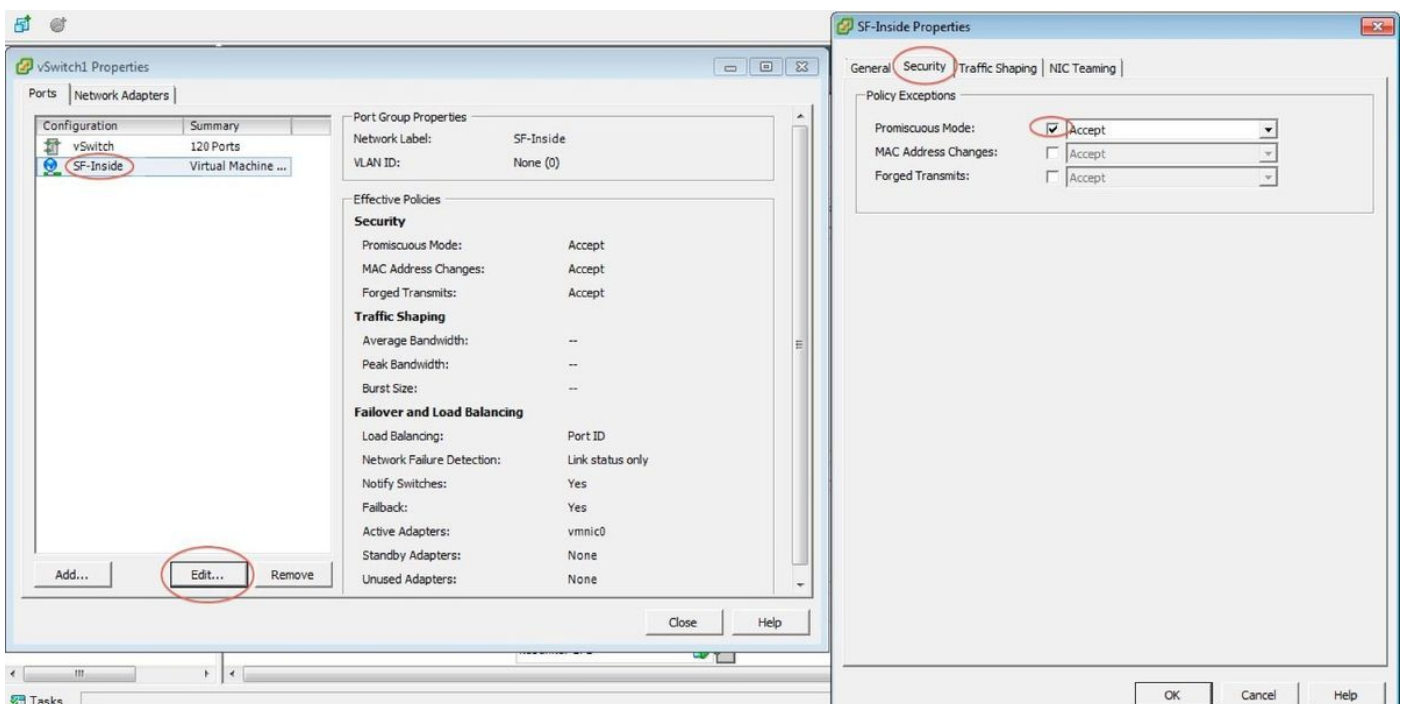 vSwitch1 Properties
Ports Network Adapters
Configuration Summary
vSwitch 120 Ports
SF-Inside Virtual Machine ...
Add... Edit... Remove
Port Group Properties
Network Label: SF-Inside
VLAN ID: None (0)
Effective Policies
Security
Promiscuous Mode: Accept
MAC Address Changes: Accept
Forged Transmits: Accept
Traffic Shaping
Average Bandwidth: --
Peak Bandwidth: --
Burst Size: --
Failover and Load Balancing
Load Balancing: Port ID
Network Failure Detection: Link status only
Notify Switches: Yes
Failback: Yes
Active Adapters: vmnic0
Standby Adapters: None
Unused Adapters: None
Close Help
Tasks
SF-Inside Properties
General Security Traffic Shaping NIC Teaming
Policy Exceptions
Promiscuous Mode: Accept
MAC Address Changes: Accept
Forged Transmits: Accept
OK Cancel Help